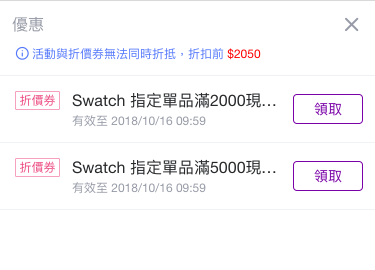 優惠
活動與折價券無法同時折抵，折扣前 $2050
折價券
Swatch 指定單品滿2000現…
領取
有效至 2018/10/16 09:59
折價券
Swatch 指定單品滿5000現…
領取
有效至 2018/10/16 09:59